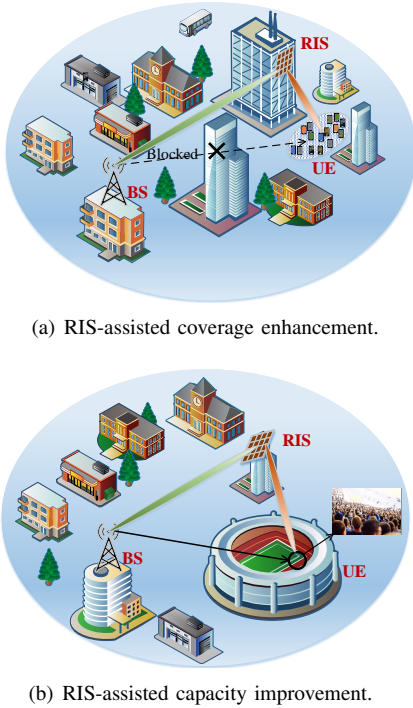 RIS
Blocked
UE
BS
(a) RIS-assisted coverage enhancement.
RIS
BS
UE
(b) RIS-assisted capacity improvement.